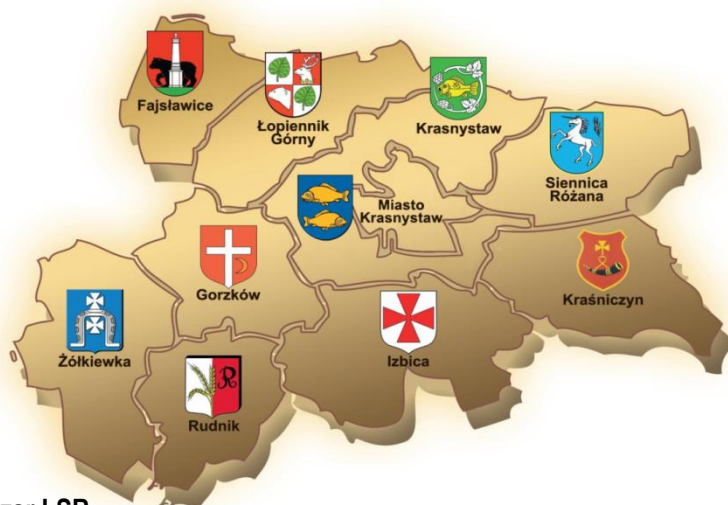 Fajsławice
Łopiennik
Górny
Krasnystaw
Siennica
Różana
Miasto
Krasnystaw
Gorzków
Kraśniczyn
Żółkiewka
Izbica
R
Rudnik